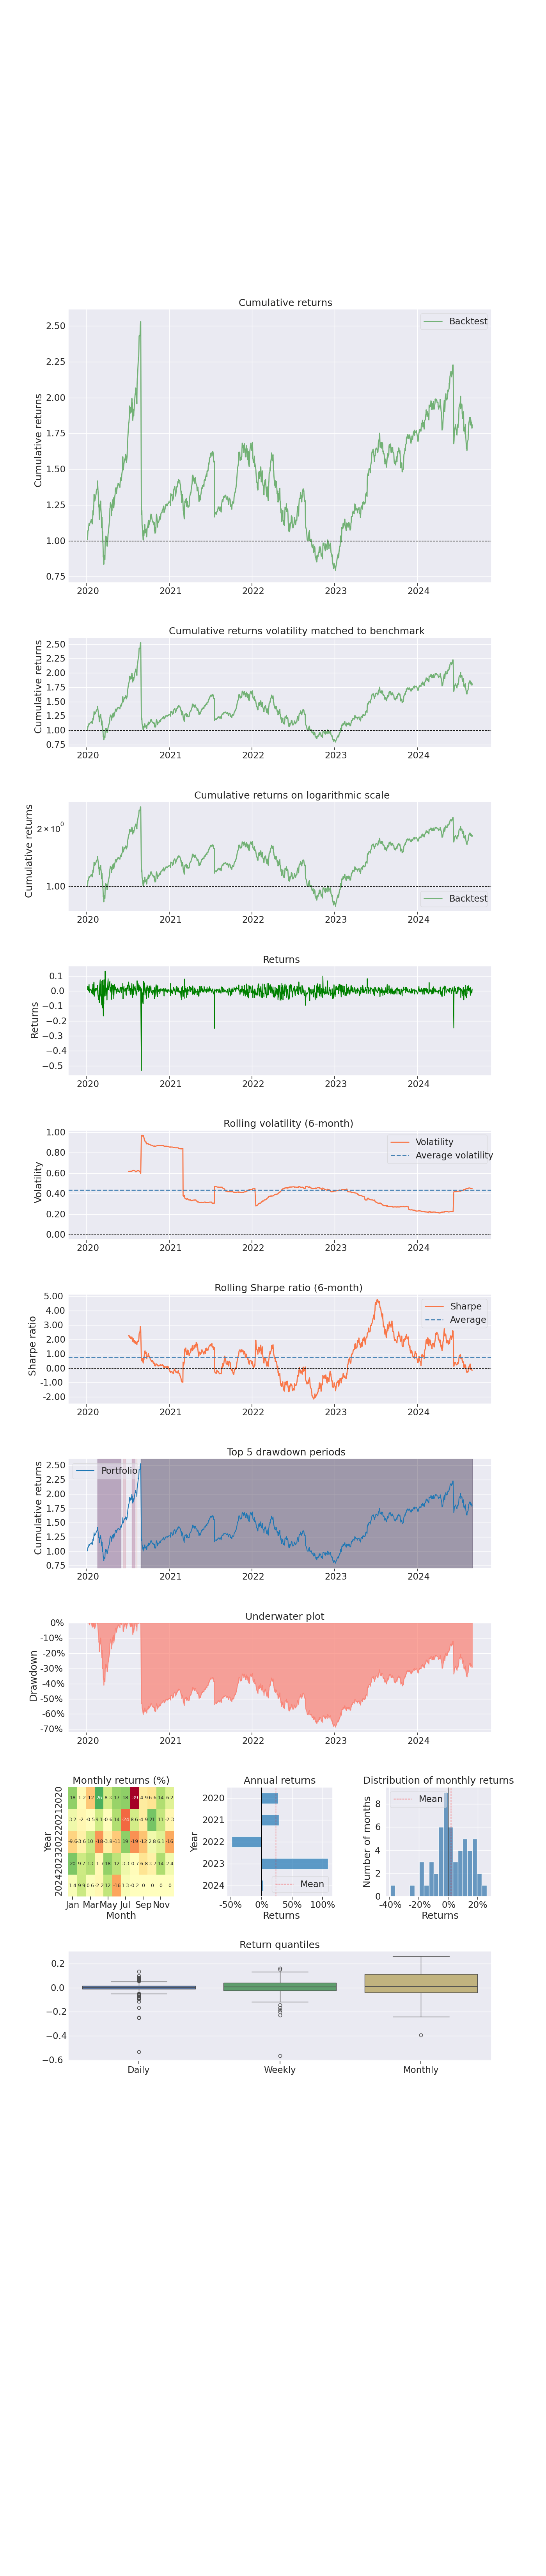 Cumulative returns
Backtest
Cumulative returns
2.50
2.25
2.00
1.75
1.50
1.25
1.00
0.75
2020 2021 2022 2023 2024
Cumulative returns volatility matched to benchmark
Cumulative returns
2.50
2.25
2.00
1.75
1.50
1.25
1.00
0.75
2020 2021 2022 2023 2024
Cumulative returns on logarithmic scale
Cumulative returns
2 × 10⁰
1.00
Backtest
2020 2021 2022 2023 2024
Returns
Returns
0.1
0.0
−0.1
−0.2
−0.3
−0.4
−0.5
2020 2021 2022 2023 2024
Rolling volatility (6-month)
Volatility
1.00
0.80
0.60
0.40
0.20
0.00
Volatility
Average volatility
2020 2021 2022 2023 2024
Rolling Sharpe ratio (6-month)
Sharpe ratio
5.00
4.00
3.00
2.00
1.00
0.00
−1.00
−2.00
Sharpe
Average
2020 2021 2022 2023 2024
Top 5 drawdown periods
Cumulative returns
2.50
2.25
2.00
1.75
1.50
1.25
1.00
0.75
Portfolio
2020 2021 2022 2023 2024
Underwater plot
Drawdown
0%
-10%
-20%
-30%
-40%
-50%
-60%
-70%
2020 2021 2022 2023 2024
Monthly returns (%)
Year
2020
2021
2022
2023
2024
Jan Mar May Jul Sep Nov
Month
Annual returns
Year
2020
2021
2022
2023
2024
Mean
-50% 0% 50% 100%
Returns
Distribution of monthly returns
Number of months
8
6
4
2
0
Mean
-40% -20% 0% 20%
Returns
Return quantiles
0.2
0.0
−0.2
−0.4
−0.6
Daily Weekly Monthly